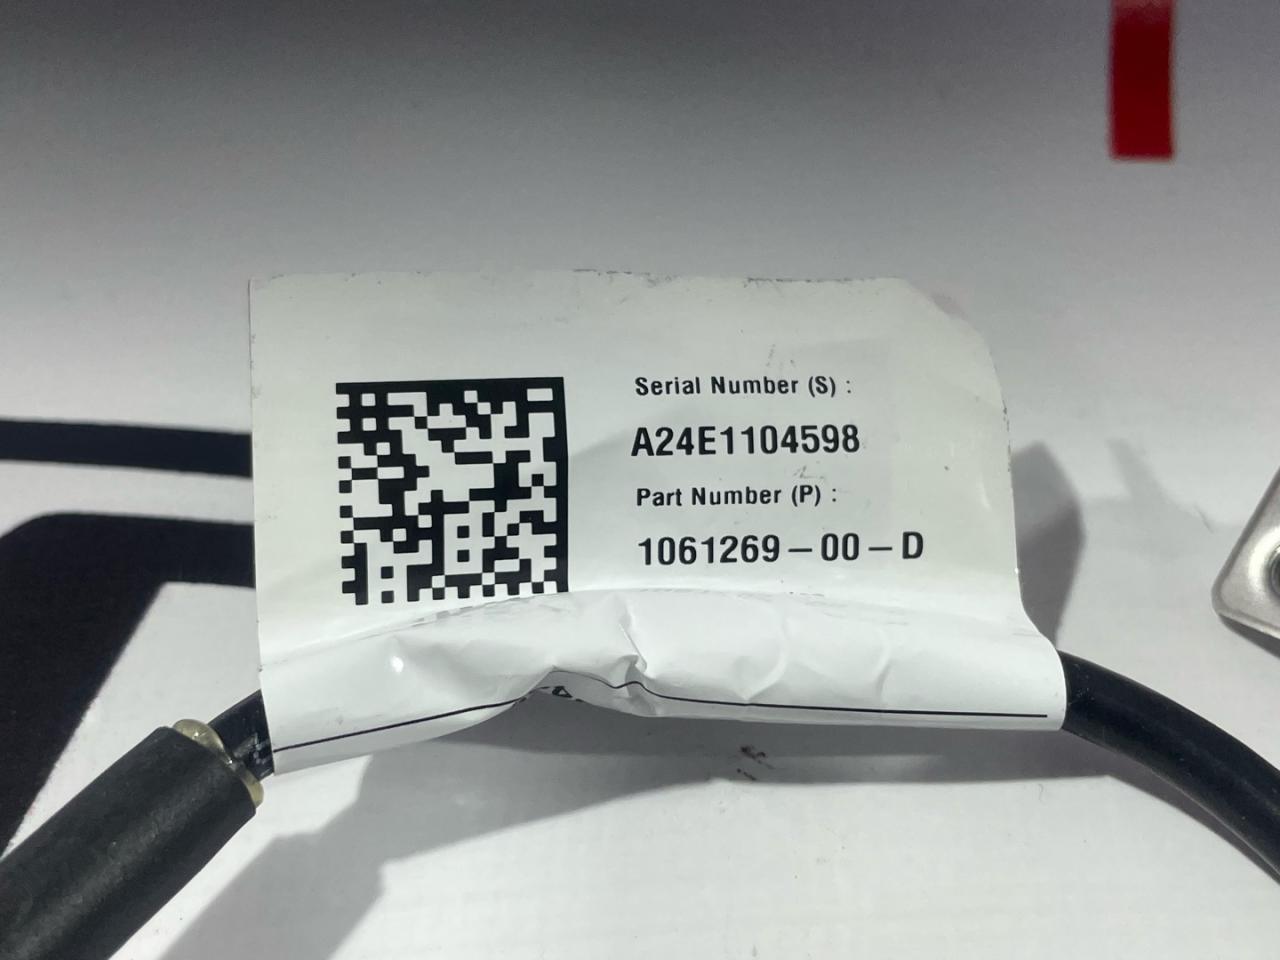 Serial Number (S) :
A24E1104598
Part Number (P) :
1061269-00-D